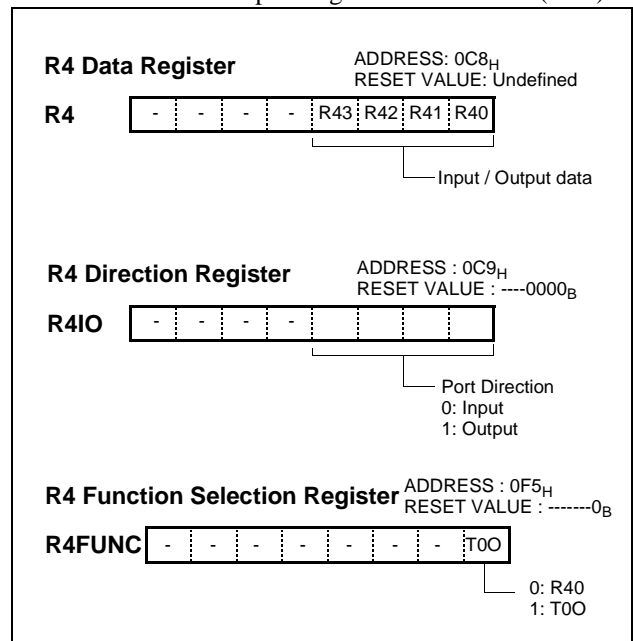 R4 Data Register
ADDRESS: 0C8H
RESET VALUE: Undefined
R4 - - - - R43 R42 R41 R40
Input / Output data
R4 Direction Register
ADDRESS : 0C9H
RESET VALUE : ----0000B
R4IO - - - -
Port Direction
0: Input
1: Output
R4 Function Selection Register
ADDRESS : 0F5H
RESET VALUE : -------0B
R4FUNC - - - - - - - T0O
0: R40
1: T0O